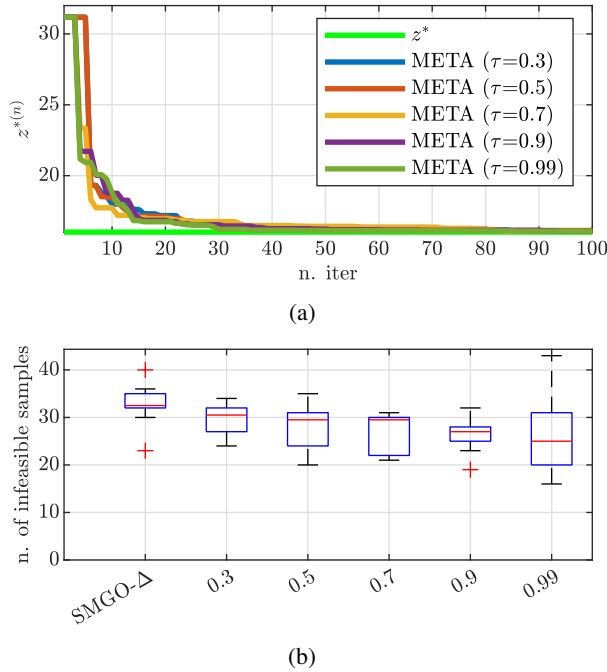 30
20
z*(n)
z*
META (τ=0.3)
META (τ=0.5)
META (τ=0.7)
META (τ=0.9)
META (τ=0.99)
10 20 30 40 50 60 70 80 90 100
n. iter
(a)
40
30
20
10
0
n. of infeasible samples
SMGO-Δ 0.3 0.5 0.7 0.9 0.99
(b)